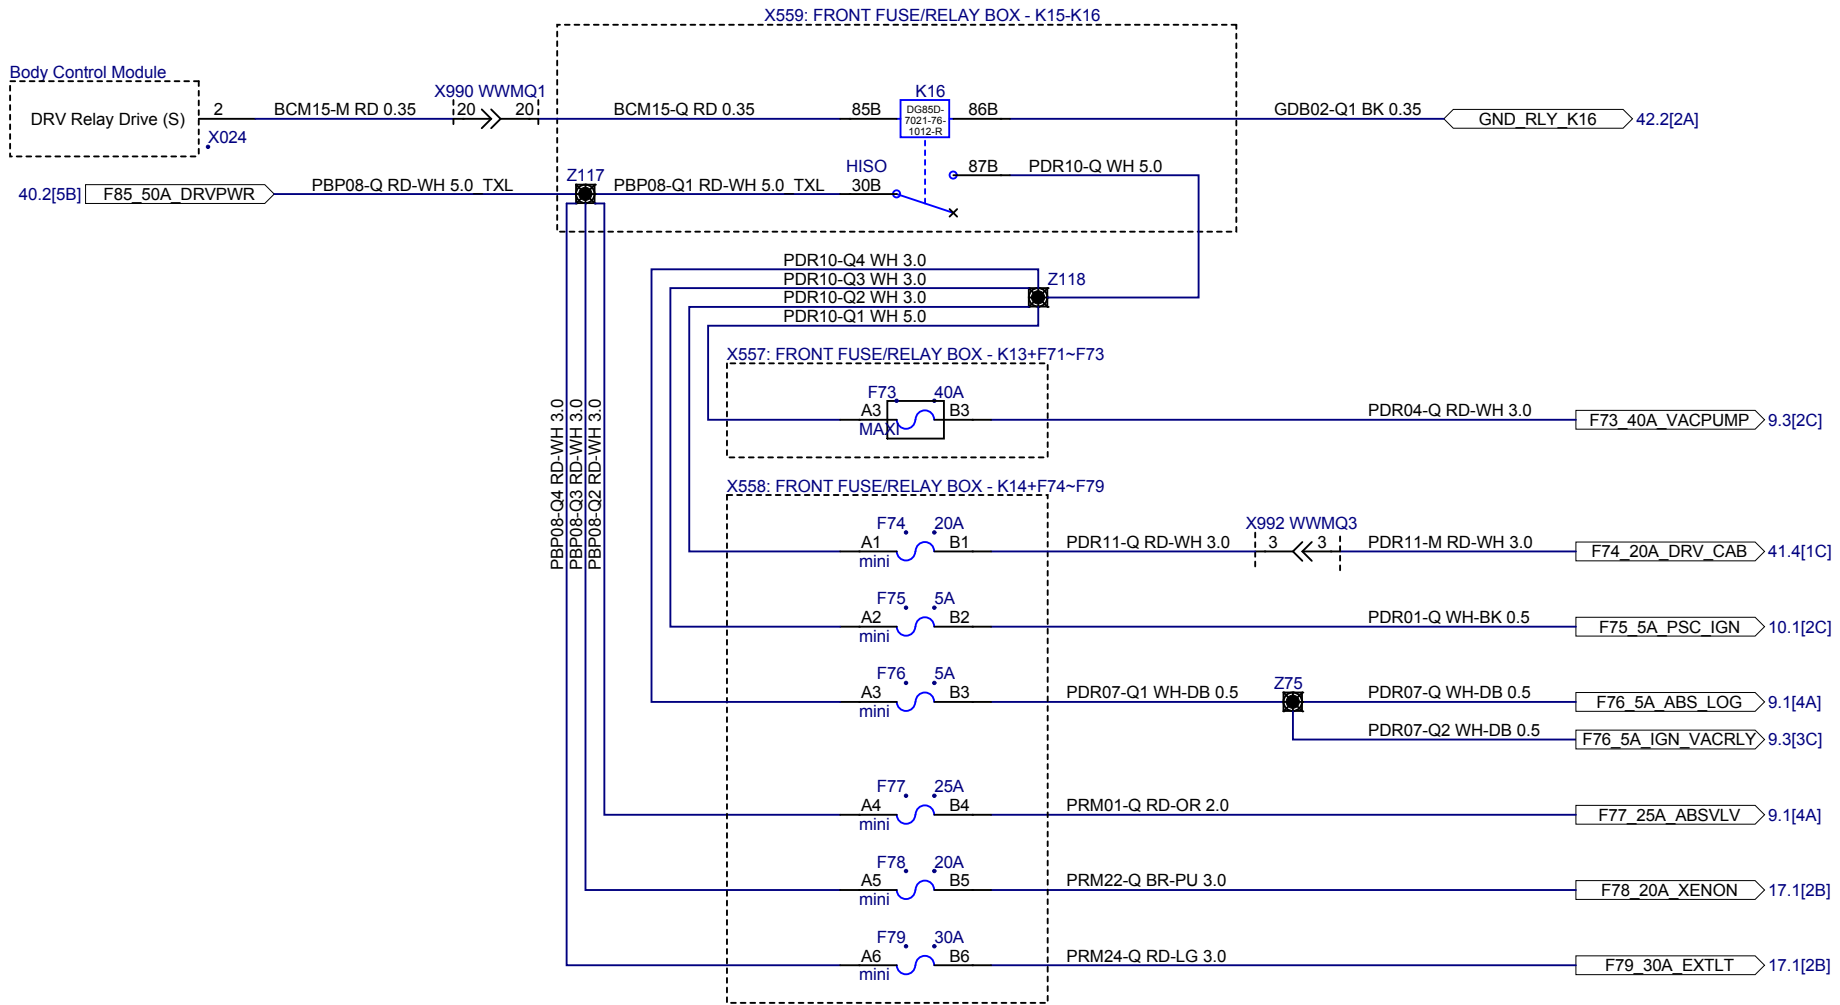 X559: FRONT FUSE/RELAY BOX - K15-K16
Body Control Module
DRV Relay Drive (S)
2
X024
BCM15-M RD 0.35
X990 WWMQ1
20
20
BCM15-Q RD 0.35
85B
K16
DG85D-
7021-76-
1012-R
86B
GDB02-Q1 BK 0.35
GND_RLY_K16
42.2[2A]
40.2[5B]
F85_50A_DRVPWR
PBP08-Q RD-WH 5.0 TXL
Z117
PBP08-Q1 RD-WH 5.0 TXL
HISO
30B
87B
PDR10-Q WH 5.0
PDR10-Q4 WH 3.0
PDR10-Q3 WH 3.0
PDR10-Q2 WH 3.0
PDR10-Q1 WH 5.0
Z118
PBP08-Q4 RD-WH 3.0
PBP08-Q3 RD-WH 3.0
PBP08-Q2 RD-WH 3.0
X557: FRONT FUSE/RELAY BOX - K13+F71~F73
F73
40A
A3
B3
MAXI
PDR04-Q RD-WH 3.0
F73_40A_VACPUMP
9.3[2C]
X558: FRONT FUSE/RELAY BOX - K14+F74~F79
F74
20A
A1
B1
mini
PDR11-Q RD-WH 3.0
X992 WWMQ3
3
3
PDR11-M RD-WH 3.0
F74_20A_DRV_CAB
41.4[1C]
F75
5A
A2
B2
mini
PDR01-Q WH-BK 0.5
F75_5A_PSC_IGN
10.1[2C]
F76
5A
A3
B3
mini
PDR07-Q1 WH-DB 0.5
Z75
PDR07-Q WH-DB 0.5
F76_5A_ABS_LOG
9.1[4A]
PDR07-Q2 WH-DB 0.5
F76_5A_IGN_VACRLY
9.3[3C]
F77
25A
A4
B4
mini
PRM01-Q RD-OR 2.0
F77_25A_ABSVLV
9.1[4A]
F78
20A
A5
B5
mini
PRM22-Q BR-PU 3.0
F78_20A_XENON
17.1[2B]
F79
30A
A6
B6
mini
PRM24-Q RD-LG 3.0
F79_30A_EXTLT
17.1[2B]